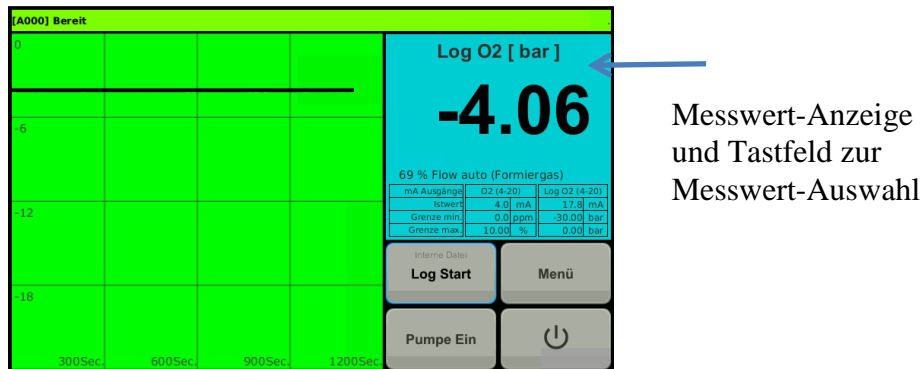 [A000] Bereit
0
-6
-12
-18
300Sec.
600Sec.
900Sec.
1200Sec.
Log O2 [ bar ]
-4.06
69 % Flow auto (Formiergas)
mA Ausgänge O2 (4-20) Log O2 (4-20)
Istwert 4.0 mA 17.8 mA
Grenze min. 0.0 ppm -30.00 bar
Grenze max. 10.00 % 0.00 bar
Interne Datei
Log Start
Menü
Pumpe Ein
Messwert-Anzeige
und Tastfeld zur
Messwert-Auswahl